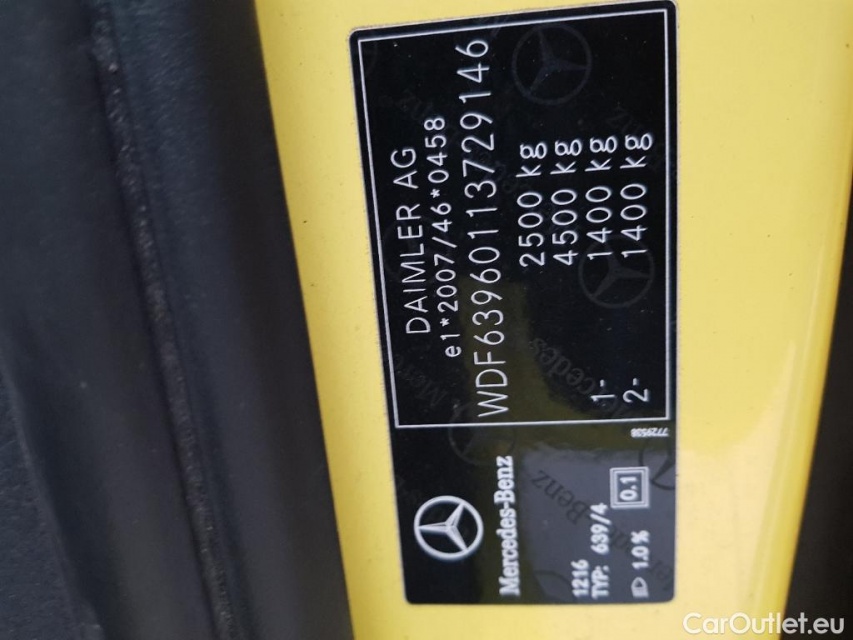 DAIMLER AG
e1*2007/46*0458
WDF63960113729146
2500 kg
4500 kg
1- 1400 kg
2- 1400 kg
7729538
Mercedes-Benz
1216
TYP: 639/4
0.1
1.0%
CarOutlet.eu